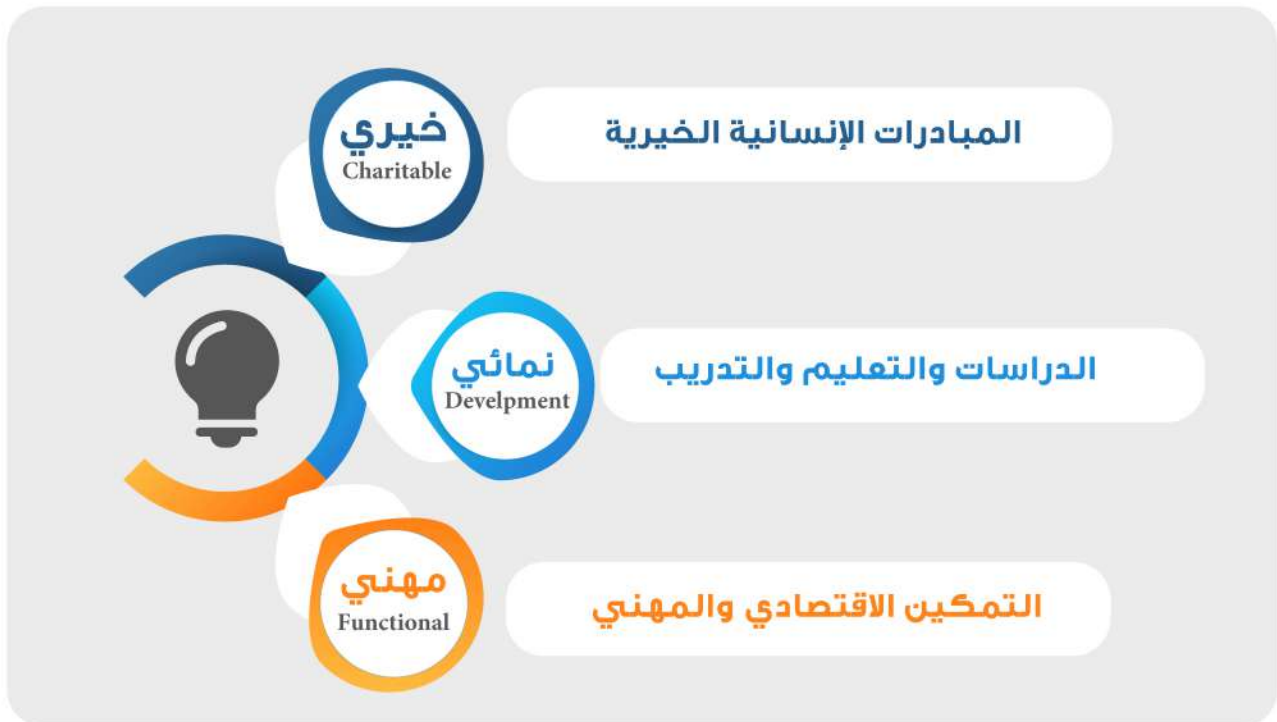 خيري
Charitable
المبادرات الإنسانية الخيرية
نمائي
Develpment
الدراسات والتعليم والتدريب
مهني
Functional
التمكين الاقتصادي والمهني